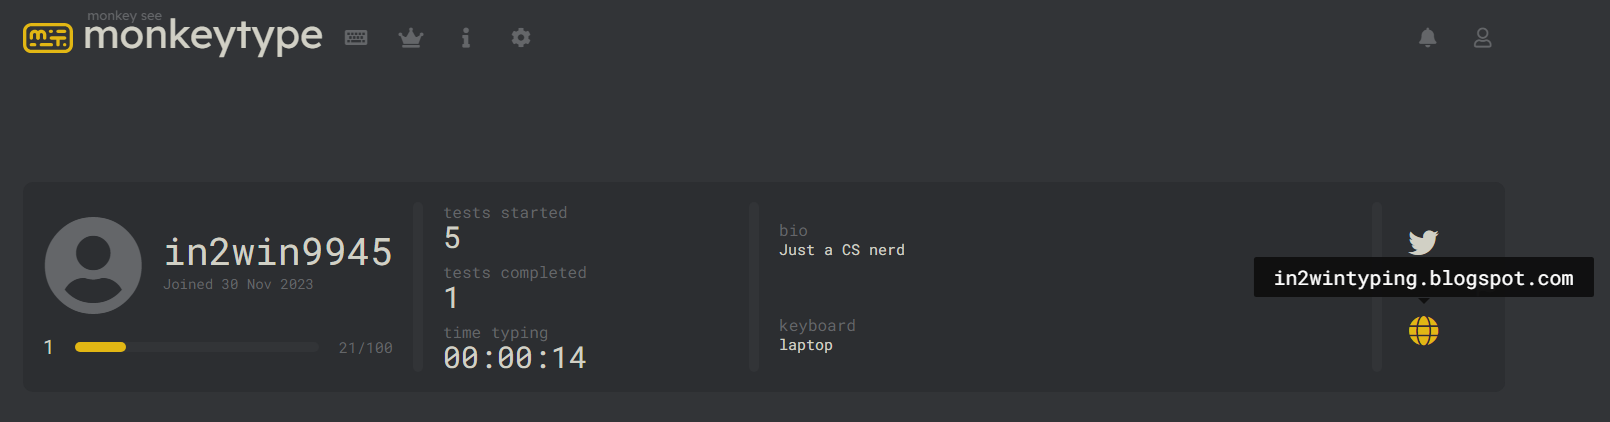 monkey see
monkeytype
in2win9945
Joined 30 Nov 2023
1
21/100
tests started
5
tests completed
1
time typing
00:00:14
bio
Just a CS nerd
keyboard
laptop
in2wintyping.blogspot.com